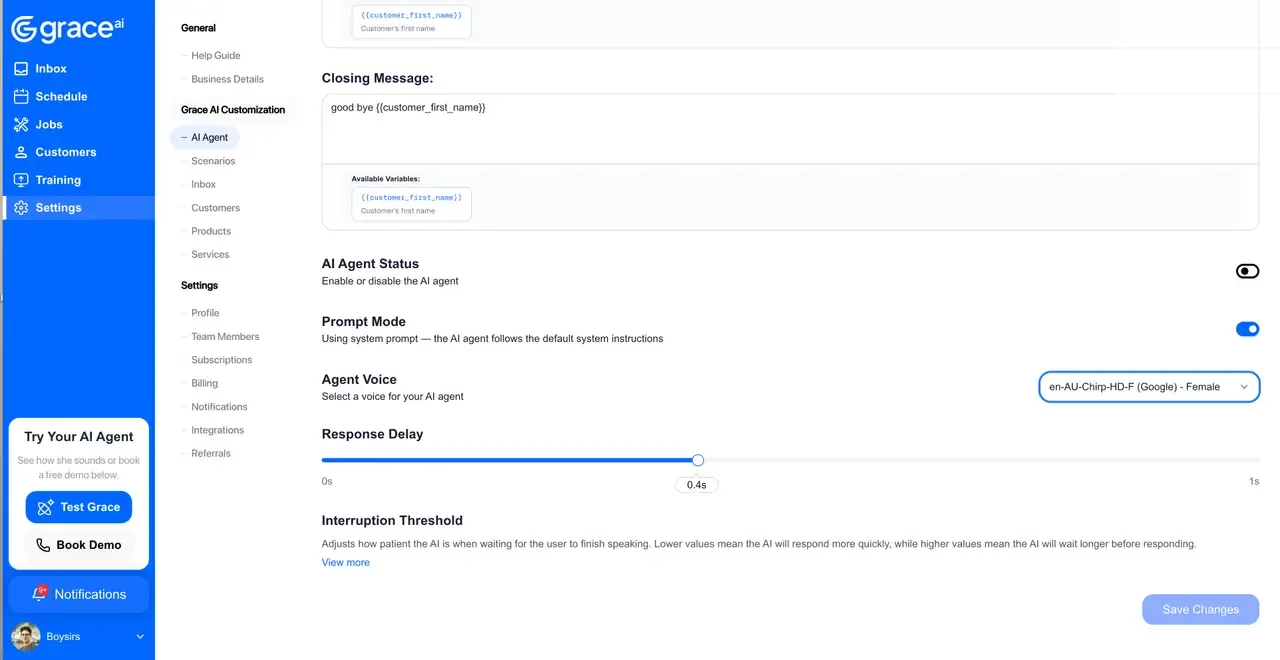 grace ai
Inbox
Schedule
Jobs
Customers
Training
Settings
Try Your AI Agent
See how she sounds or book
a free demo below.
Test Grace
Book Demo
9+
Notifications
Boysirs
General
Help Guide
Business Details
Grace AI Customization
AI Agent
Scenarios
Inbox
Customers
Products
Services
Settings
Profile
Team Members
Subscriptions
Billing
Notifications
Integrations
Referrals
{{customer_first_name}}
Customer's first name
Closing Message:
good bye {{customer_first_name}}
Available Variables:
{{customer_first_name}}
Customer's first name
AI Agent Status
Enable or disable the AI agent
Prompt Mode
Using system prompt — the AI agent follows the default system instructions
Agent Voice
Select a voice for your AI agent
en-AU-Chirp-HD-F (Google) - Female
Response Delay
0s
0.4s
1s
Interruption Threshold
Adjusts how patient the AI is when waiting for the user to finish speaking. Lower values mean the AI will respond more quickly, while higher values mean the AI will wait longer before responding.
View more
Save Changes